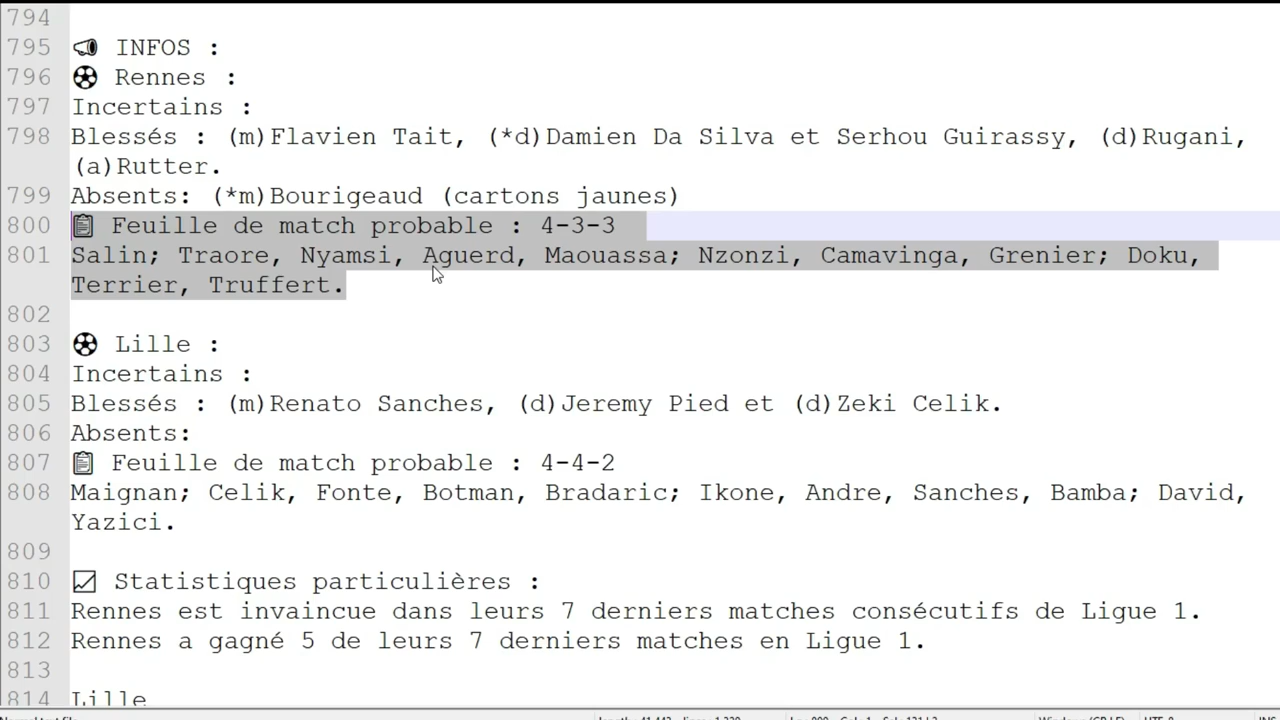 794
795 📣 INFOS :
796 ⚽ Rennes :
797 Incertains :
798 Blessés : (m)Flavien Tait, (*d)Damien Da Silva et Serhou Guirassy, (d)Rugani,
(a)Rutter.
799 Absents: (*m)Bourigeaud (cartons jaunes)
800 📋 Feuille de match probable : 4-3-3
801 Salin; Traore, Nyamsi, Aguerd, Maouassa; Nzonzi, Camavinga, Grenier; Doku,
Terrier, Truffert.
802
803 ⚽ Lille :
804 Incertains :
805 Blessés : (m)Renato Sanches, (d)Jeremy Pied et (d)Zeki Celik.
806 Absents:
807 📋 Feuille de match probable : 4-4-2
808 Maignan; Celik, Fonte, Botman, Bradaric; Ikone, Andre, Sanches, Bamba; David,
Yazici.
809
810 📈 Statistiques particulières :
811 Rennes est invaincue dans leurs 7 derniers matches consécutifs de Ligue 1.
812 Rennes a gagné 5 de leurs 7 derniers matches en Ligue 1.
813
814 Lille